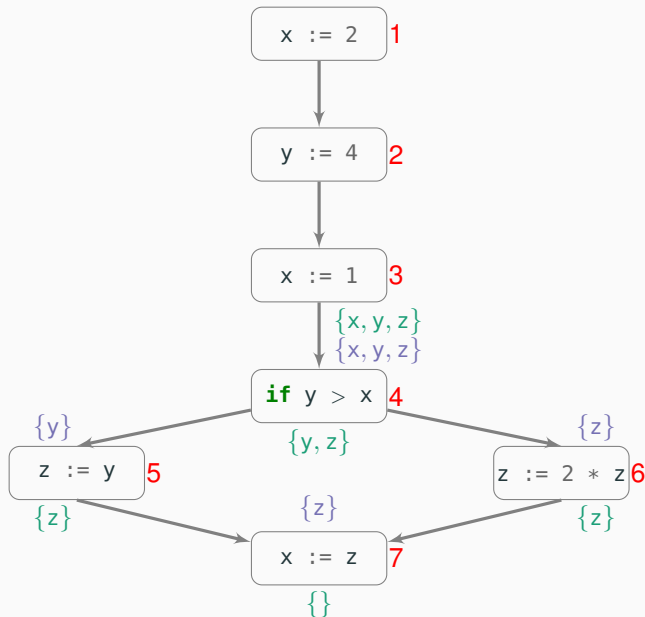 x := 2 1
y := 4 2
x := 1 3
{x, y, z}
{x, y, z}
if y > x 4
{y}
{y, z}
{z}
z := y 5
z := 2 * z 6
{z}
{z}
{z}
x := z 7
{}